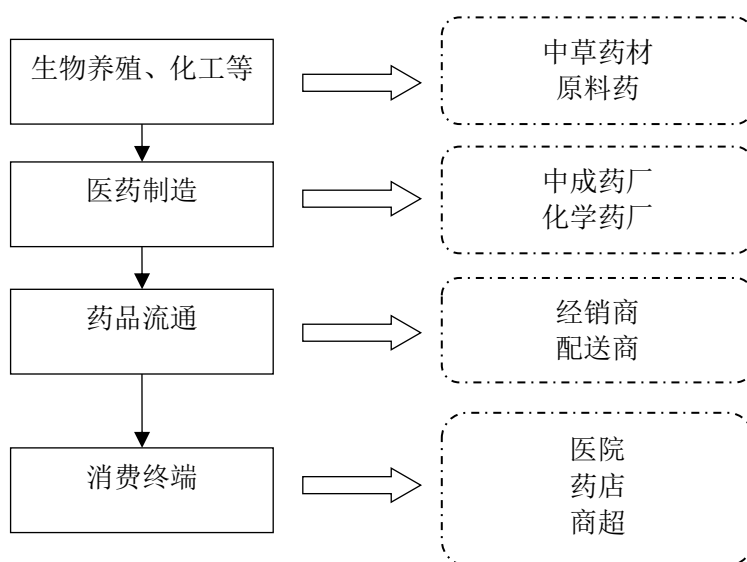 生物养殖、化工等
中草药材
原料药
医药制造
中成药厂
化学药厂
药品流通
经销商
配送商
消费终端
医院
药店
商超